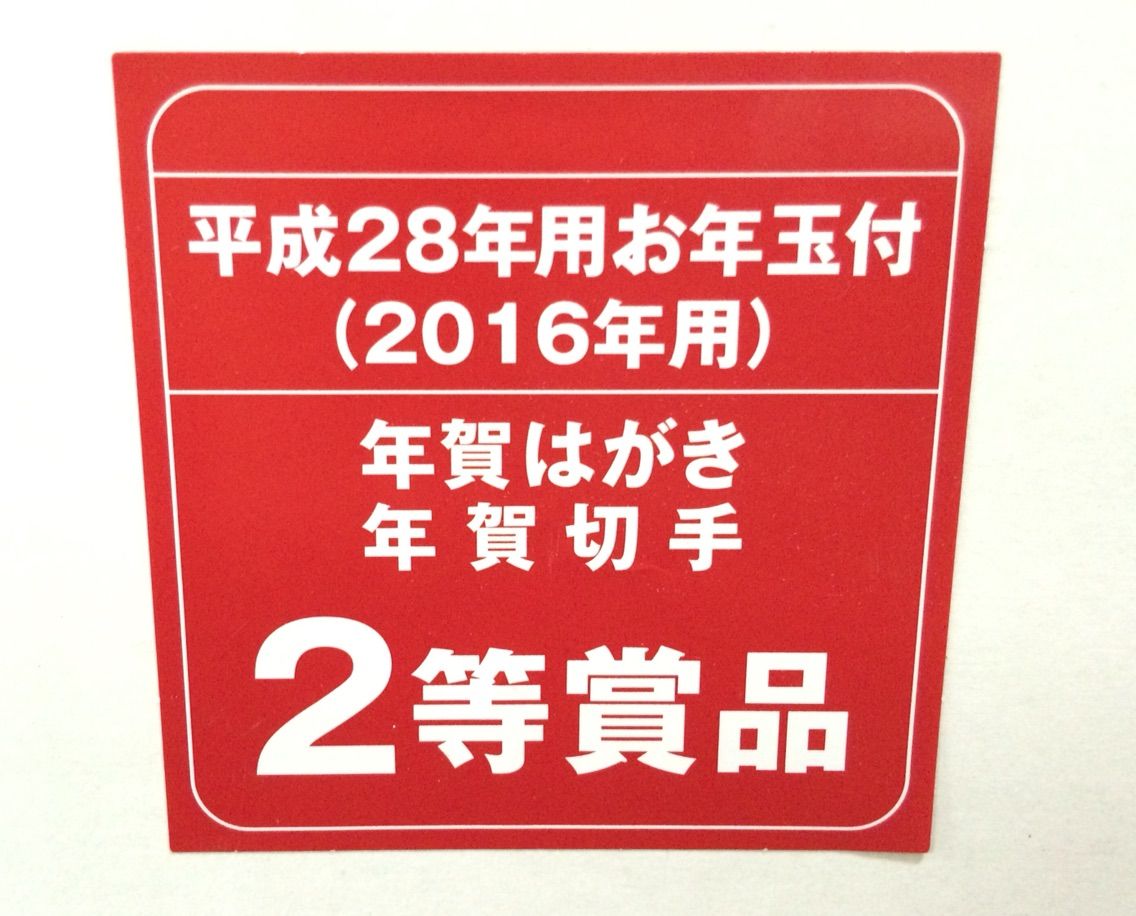 平成28年用お年玉付
(2016年用)
年賀はがき
年賀切手
2等賞品